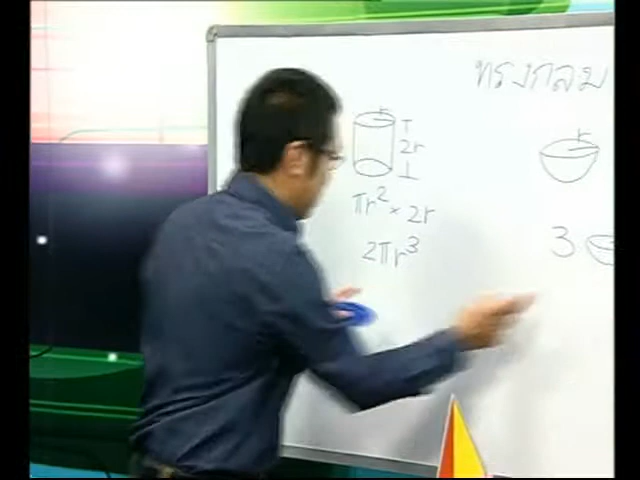 ทรงกลม
r
2r
r
πr² × 2r
3
2πr³